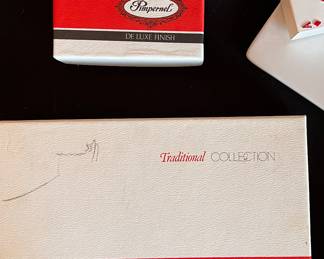 Pimpernel
DE LUXE FINISH
Traditional COLLECTION